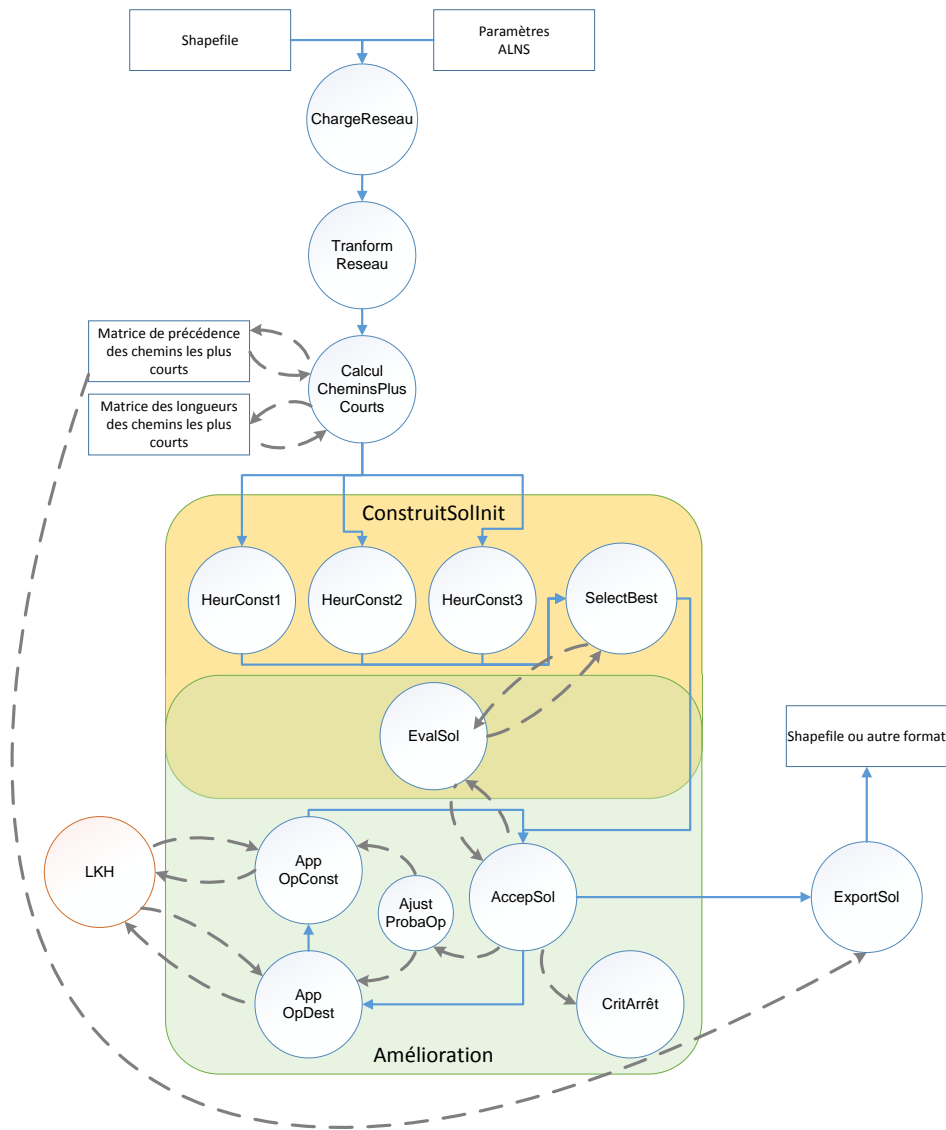 Shapefile
Paramètres
ALNS
ChargeReseau
Tranform
Reseau
Matrice de précédence
des chemins les plus
courts
Calcul
CheminsPlus
Courts
Matrice des longueurs
des chemins les plus
courts
ConstruitSolInit
HeurConst1
HeurConst2
HeurConst3
SelectBest
EvalSol
Shapefile ou autre format
LKH
App
OpConst
Ajust
ProbaOp
AccepSol
ExportSol
App
OpDest
CritArrêt
Amélioration